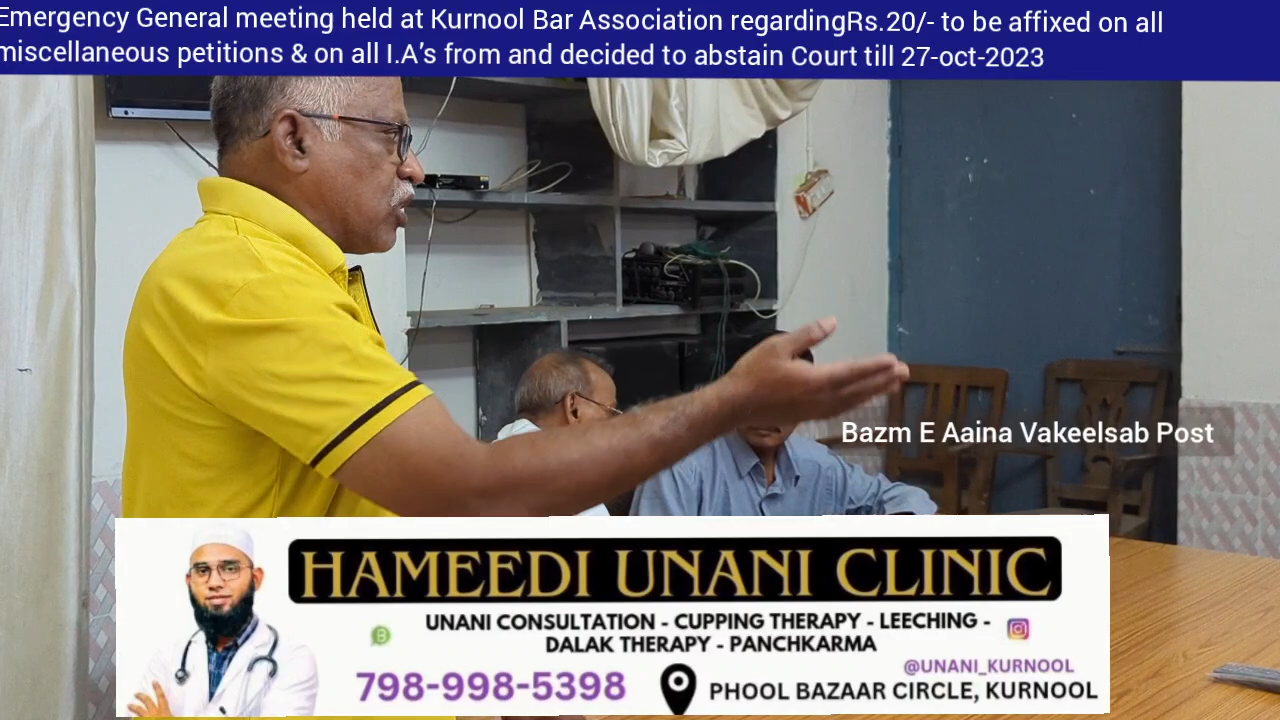 Emergency General meeting held at Kurnool Bar Association regardingRs.20/- to be affixed on all
miscellaneous petitions & on all I.A's from and decided to abstain Court till 27-oct-2023
Bazm E Aaina Vakeelsab Post
HAMEEDI UNANI CLINIC
UNANI CONSULTATION - CUPPING THERAPY - LEECHING -
DALAK THERAPY - PANCHKARMA
@UNANI_KURNOOL
798-998-5398
PHOOL BAZAAR CIRCLE, KURNOOL